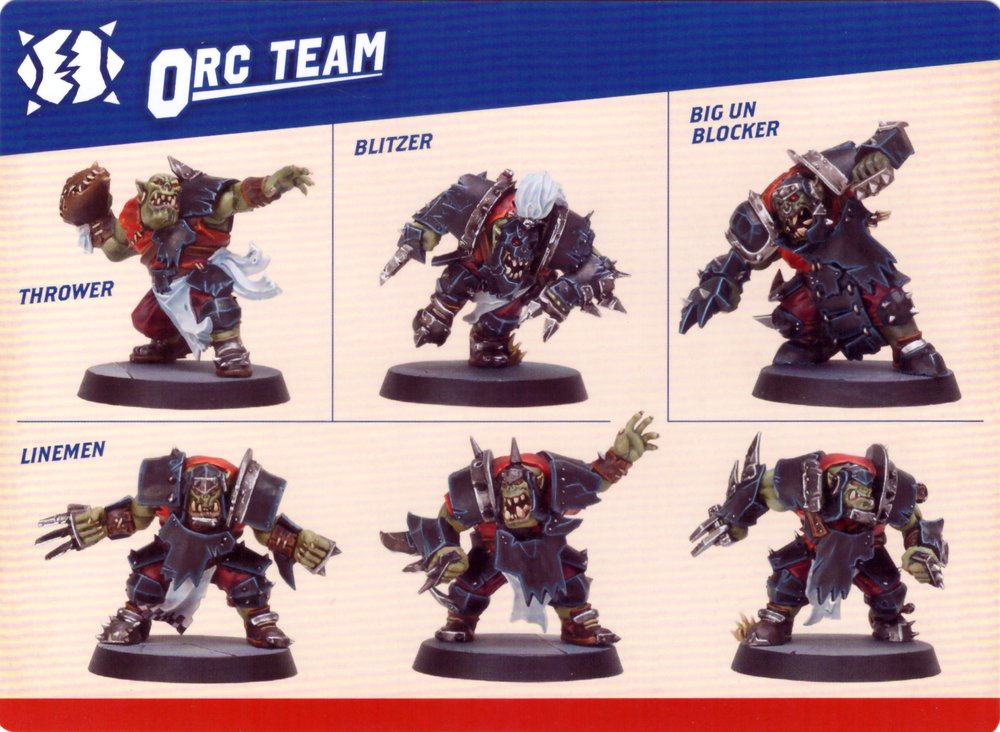 ORC TEAM
THROWER
BLITZER
BIG UN
BLOCKER
LINEMEN